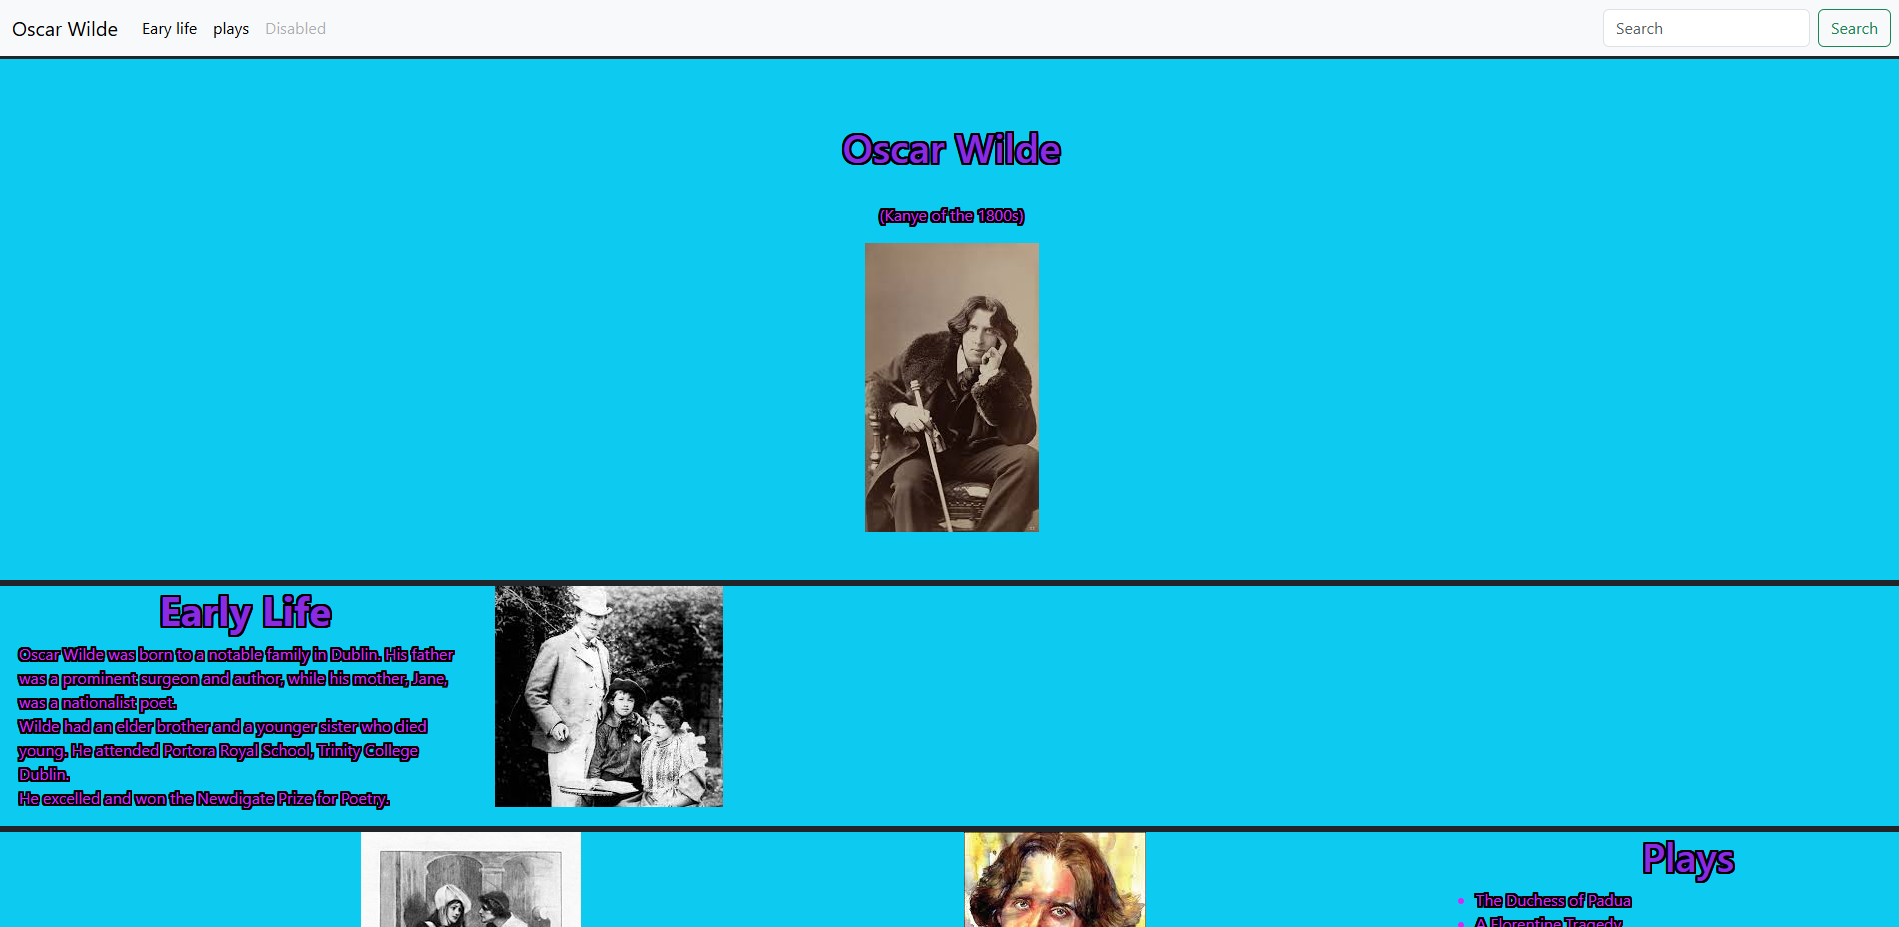 Oscar Wilde Eary life plays Disabled Search Search
Oscar Wilde
(Kanye of the 1800s)
Early Life
Oscar Wilde was born to a notable family in Dublin. His father
was a prominent surgeon and author, while his mother, Jane,
was a nationalist poet.
Wilde had an elder brother and a younger sister who died
young. He attended Portora Royal School, Trinity College
Dublin.
He excelled and won the Newdigate Prize for Poetry.
Plays
The Duchess of Padua
A Florentine Tragedy